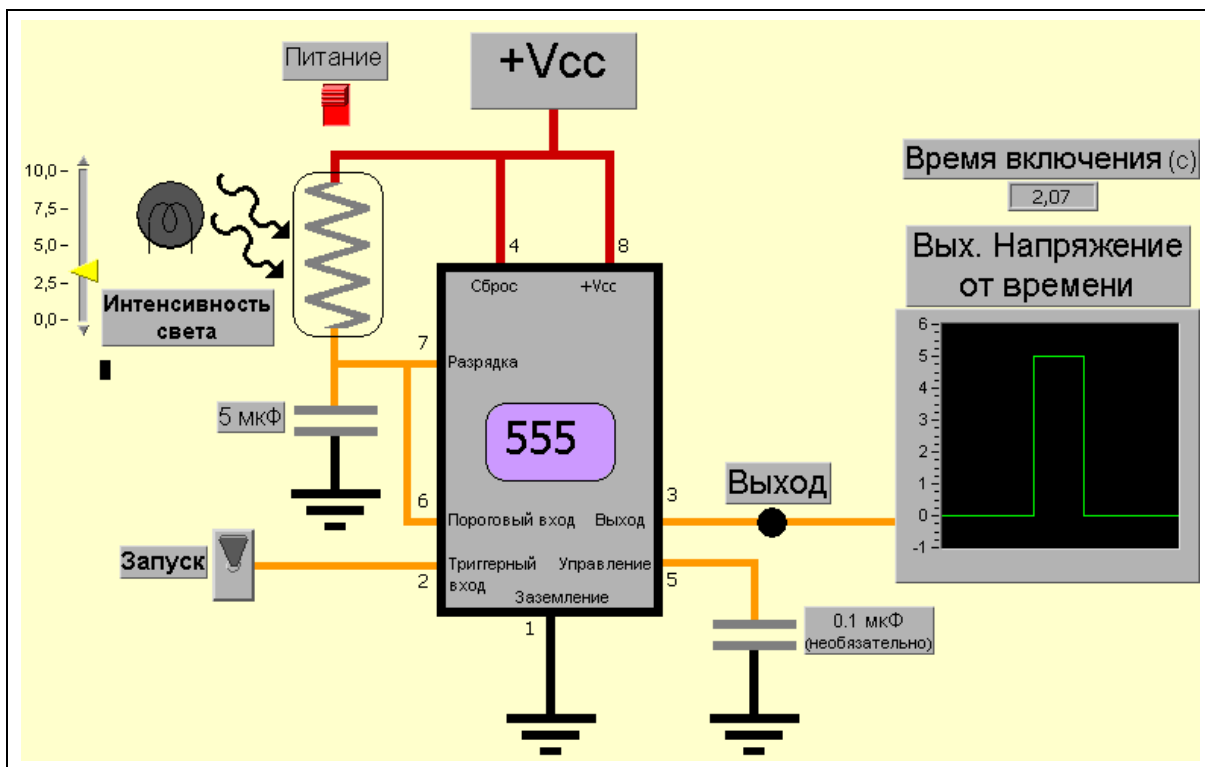 Питание
+Vcc
10,0
7,5
5,0
2,5
0,0
Интенсивность
света
Время включения (с)
2,07
Вых. Напряжение
от времени
6
5
4
3
2
1
0
-1
4
8
Сброс
+Vcc
7
Разрядка
5 мкФ
555
6
Пороговый вход
Выход
3
Выход
Запуск
2
Триггерный
вход
Управление
5
Заземление
1
0.1 мкФ
(необязательно)